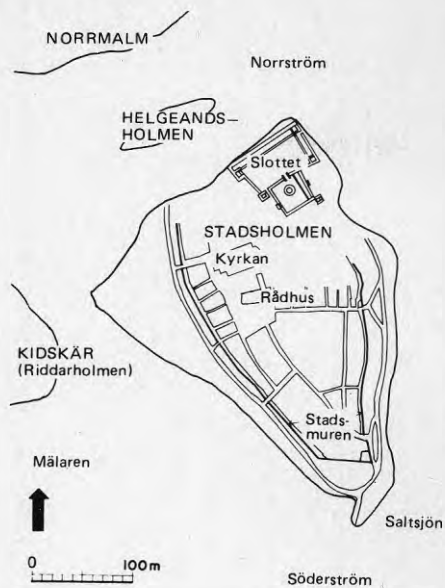 NORRMALM
Norrström
HELGEANDS–
HOLMEN
Slottet
STADSHOLMEN
Kyrkan
Rådhus
KIDSKÄR
(Riddarholmen)
Stads-
muren
Mälaren
Saltsjön
0 100m
Söderström